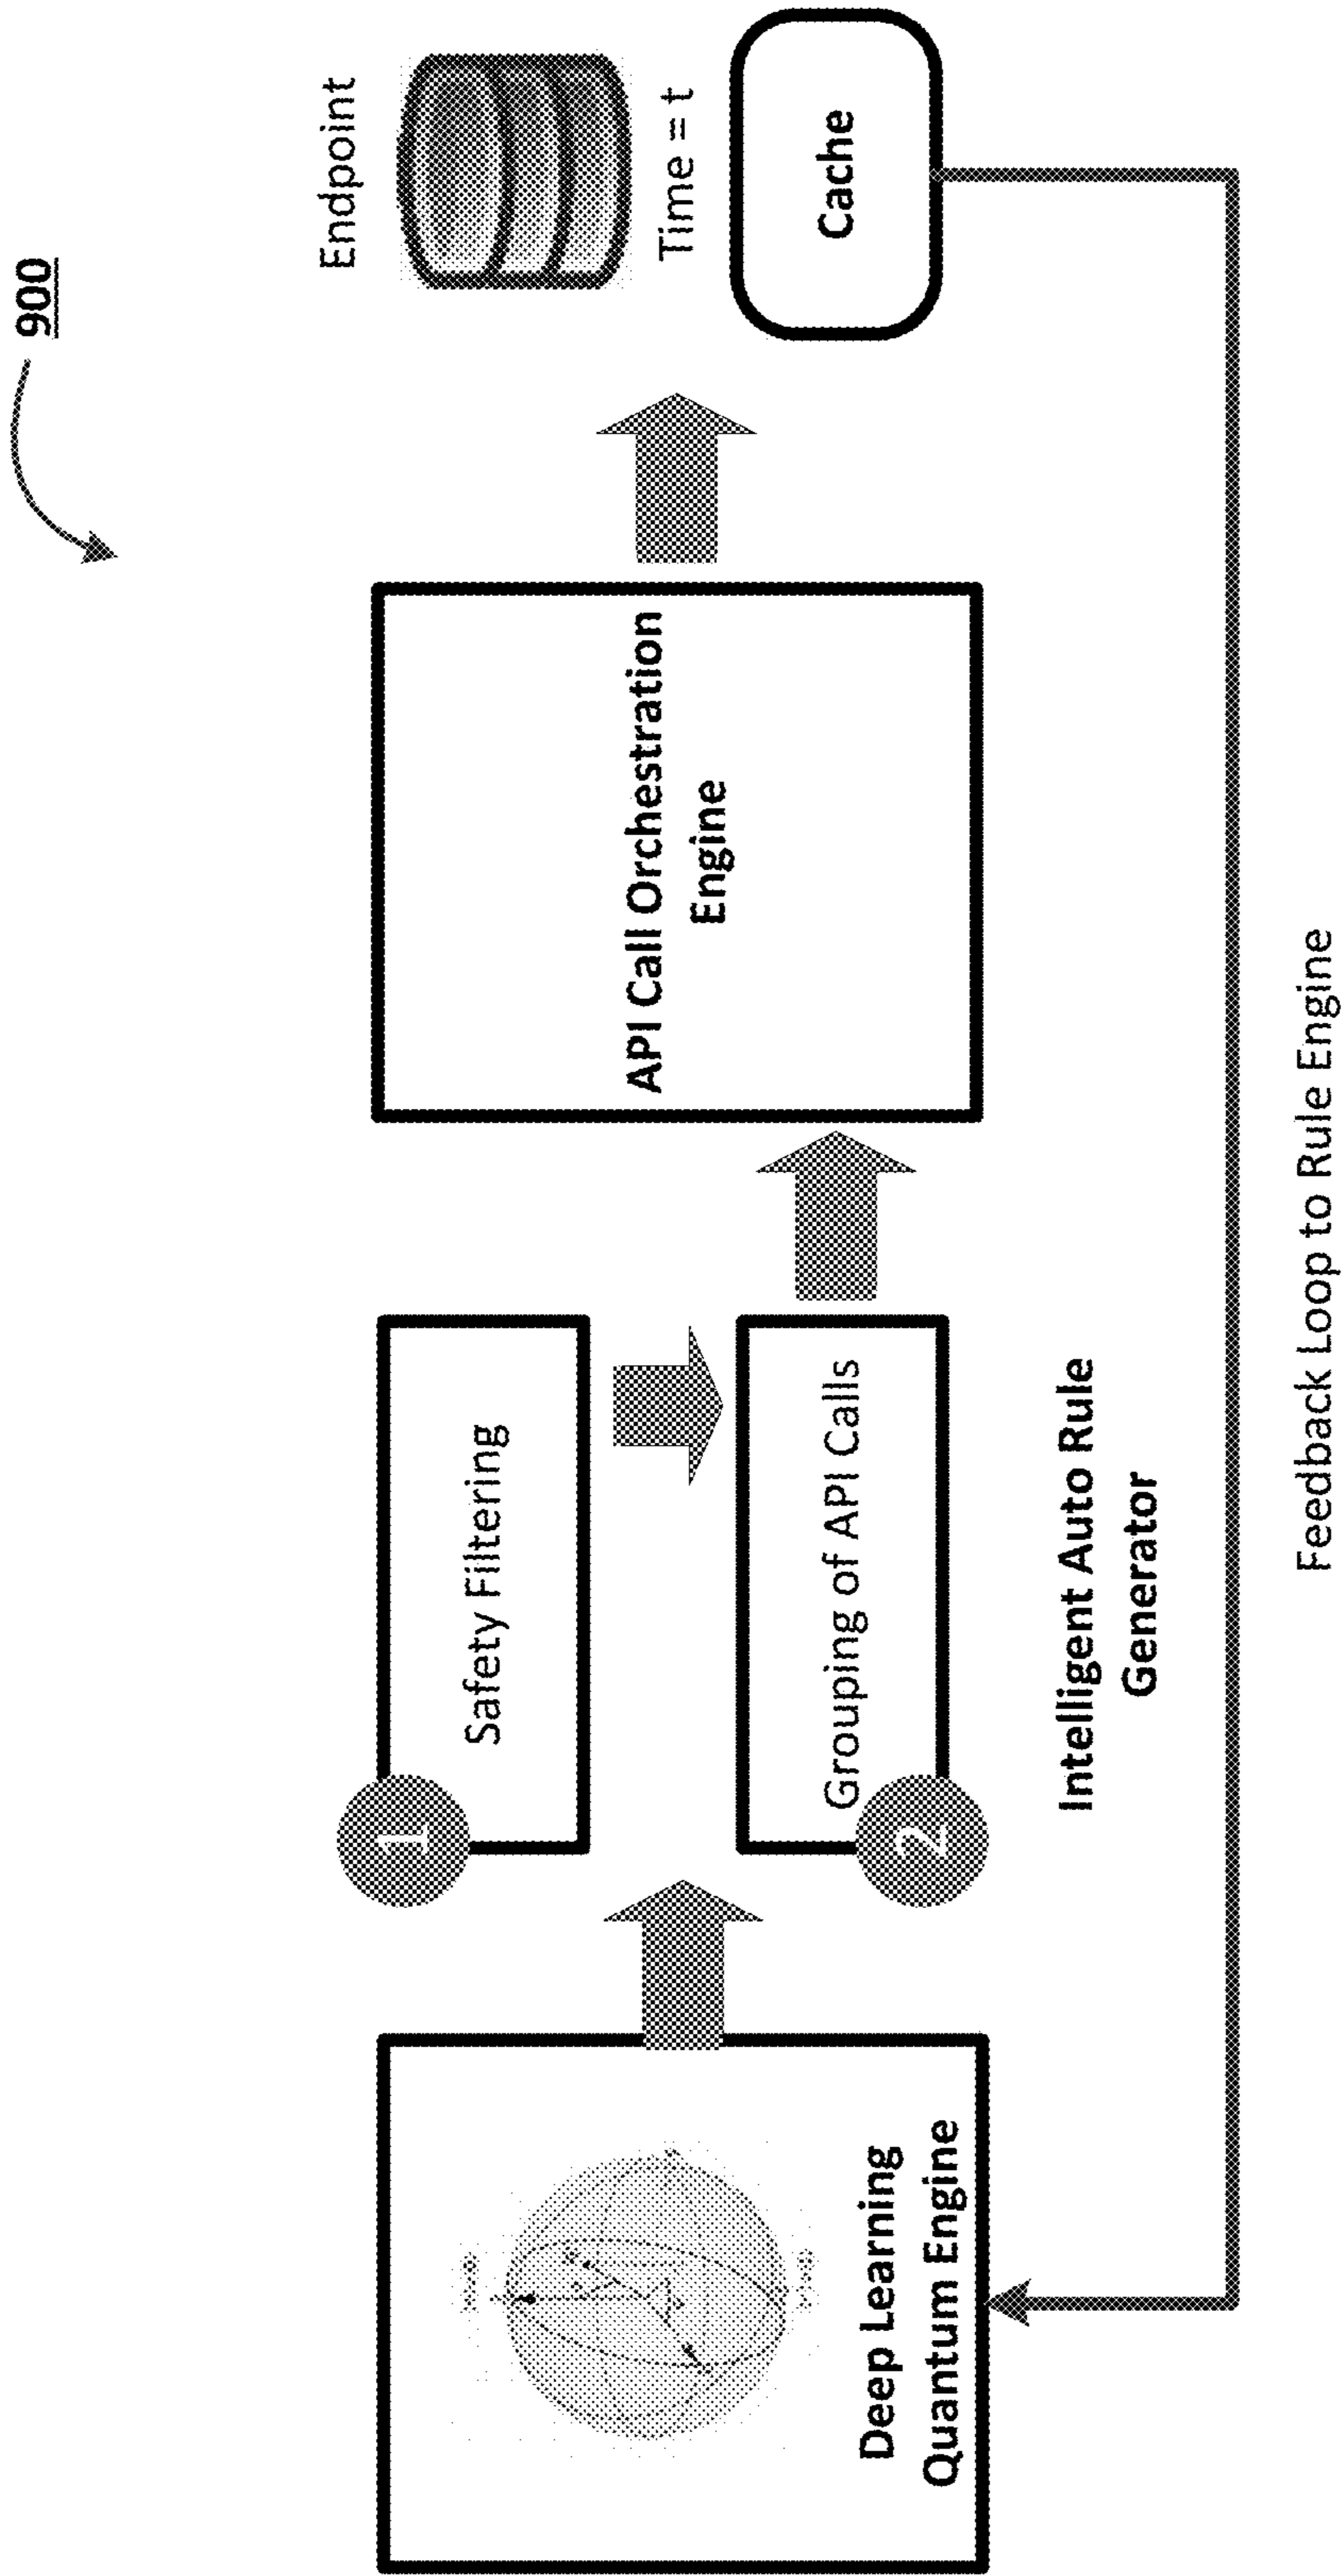 900
Deep Learning
Quantum Engine
1
Safety Filtering
2
Grouping of API Calls
Intelligent Auto Rule
Generator
API Call Orchestration
Engine
Endpoint
Time = t
Cache
Feedback Loop to Rule Engine